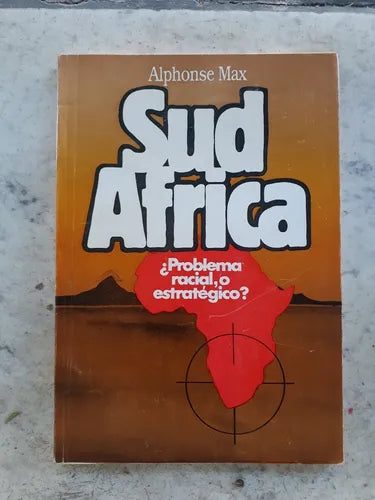 Alphonse Max
Sud
Africa
¿Problema
racial, o
estratégico?